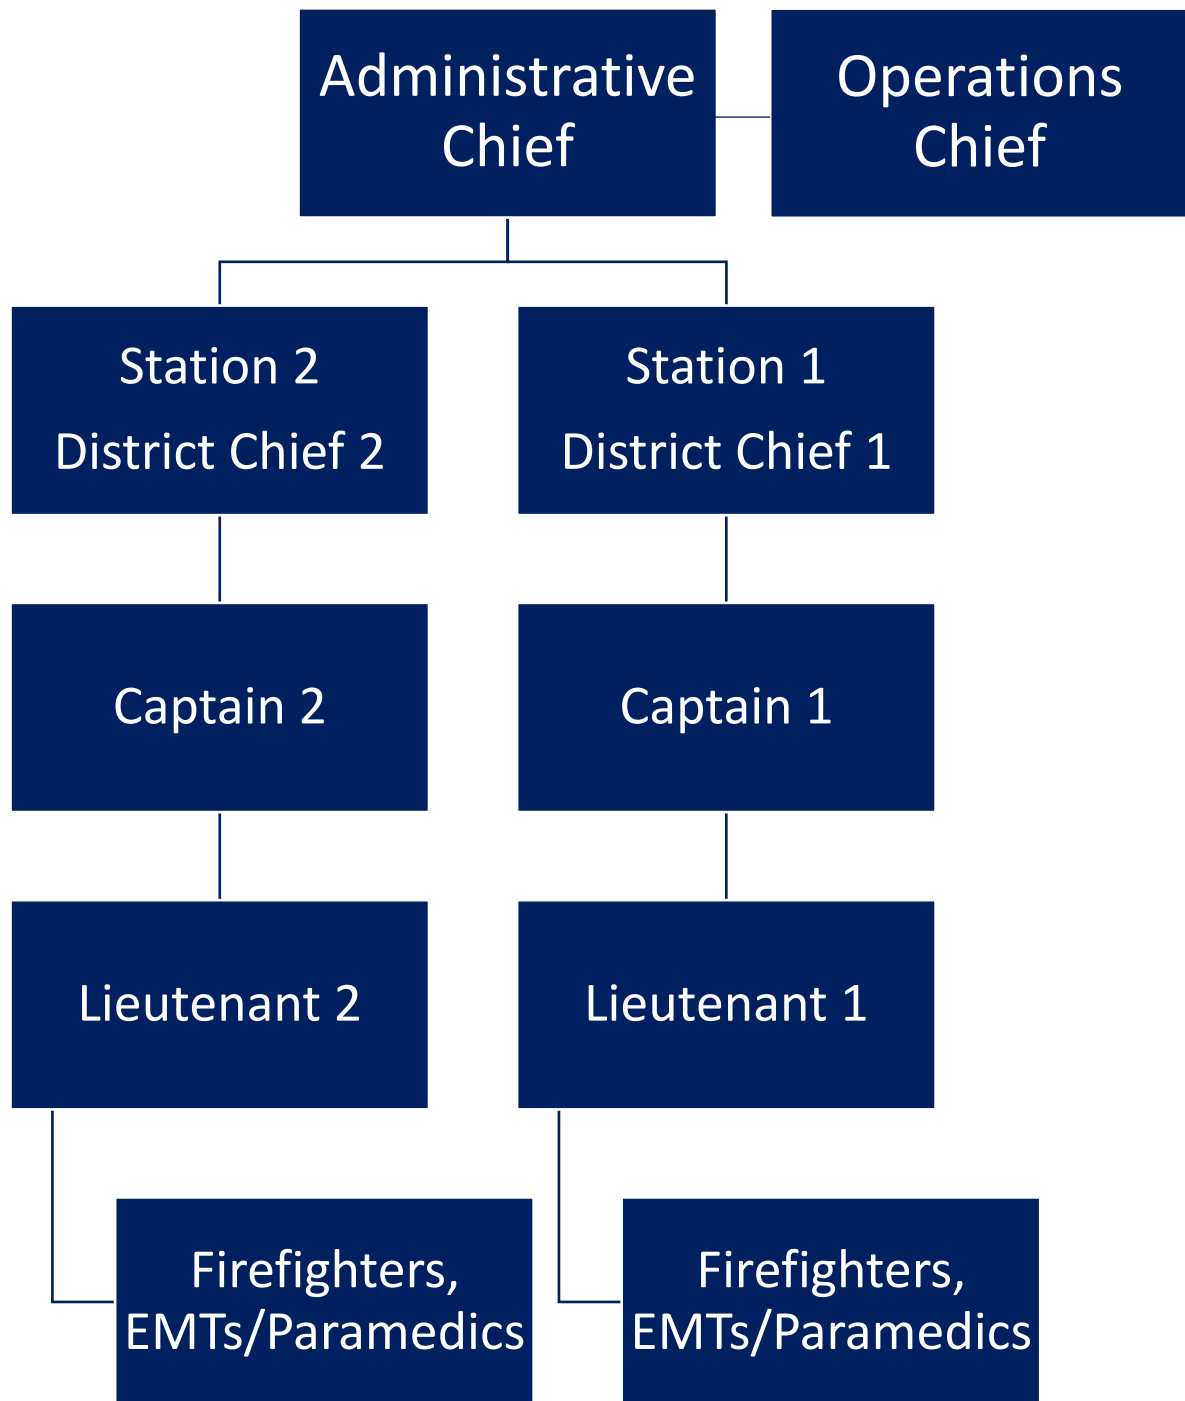 Administrative
Chief
Operations
Chief
Station 2
District Chief 2
Station 1
District Chief 1
Captain 2
Captain 1
Lieutenant 2
Lieutenant 1
Firefighters,
EMTs/Paramedics
Firefighters,
EMTs/Paramedics